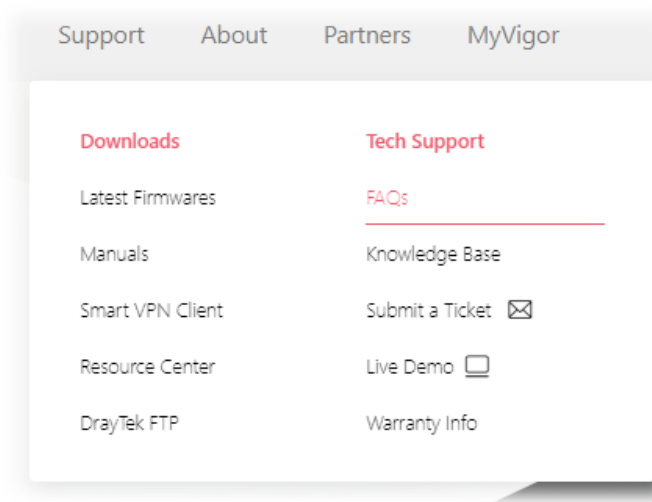 Support About Partners MyVigor
Downloads
Latest Firmwares
Manuals
Smart VPN Client
Resource Center
DrayTek FTP
Tech Support
FAQs
Knowledge Base
Submit a Ticket
Live Demo
Warranty Info